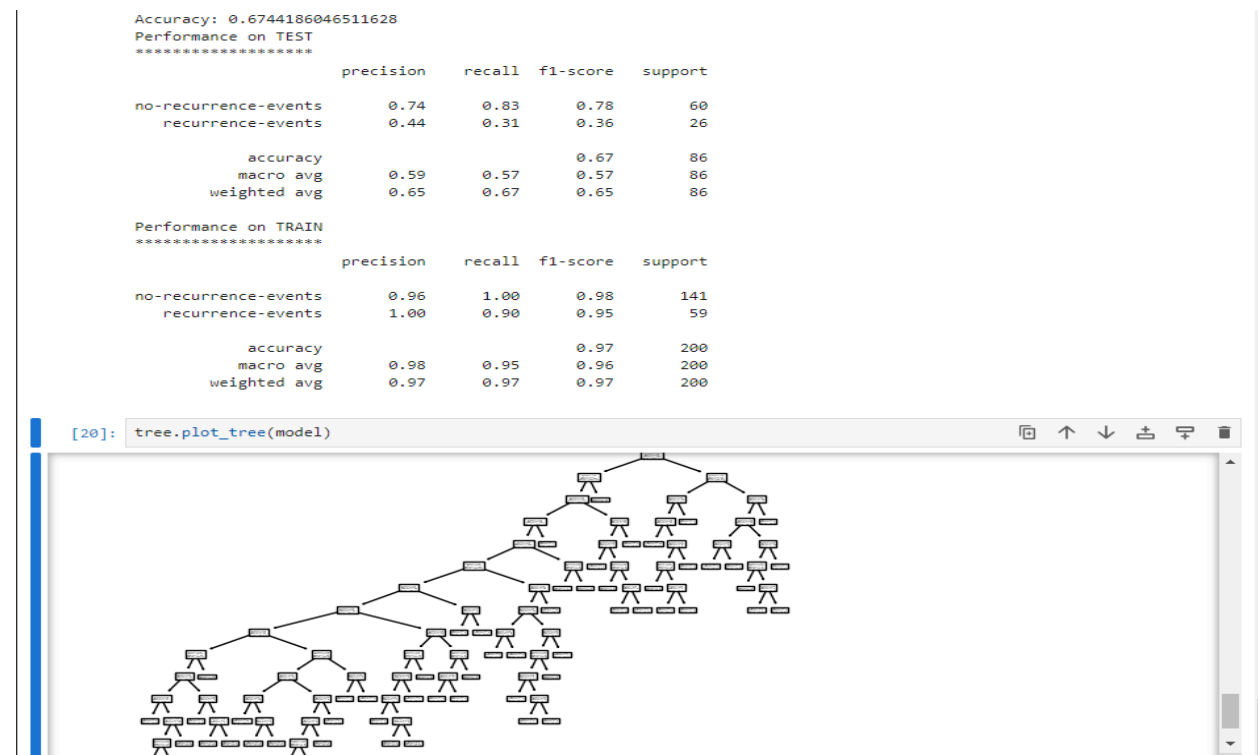 Accuracy: 0.6744186046511628
Performance on TEST
*******************
precision recall f1-score support
no-recurrence-events 0.74 0.83 0.78 60
recurrence-events 0.44 0.31 0.36 26
accuracy 0.67 86
macro avg 0.59 0.57 0.57 86
weighted avg 0.65 0.67 0.65 86
Performance on TRAIN
********************
precision recall f1-score support
no-recurrence-events 0.96 1.00 0.98 141
recurrence-events 1.00 0.90 0.95 59
accuracy 0.97 200
macro avg 0.98 0.95 0.96 200
weighted avg 0.97 0.97 0.97 200
[20]: tree.plot_tree(model)